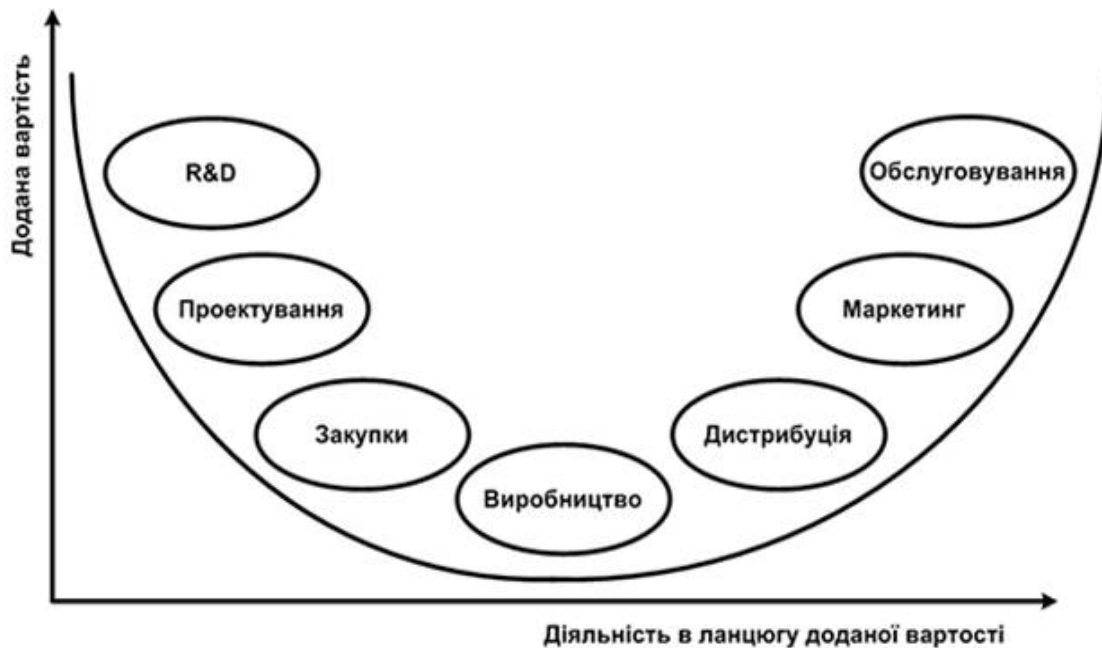 Додана вартість
R&D
Обслуговування
Проектування
Маркетинг
Закупки
Дистрибуція
Виробництво
Діяльність в ланцюгу доданої вартості